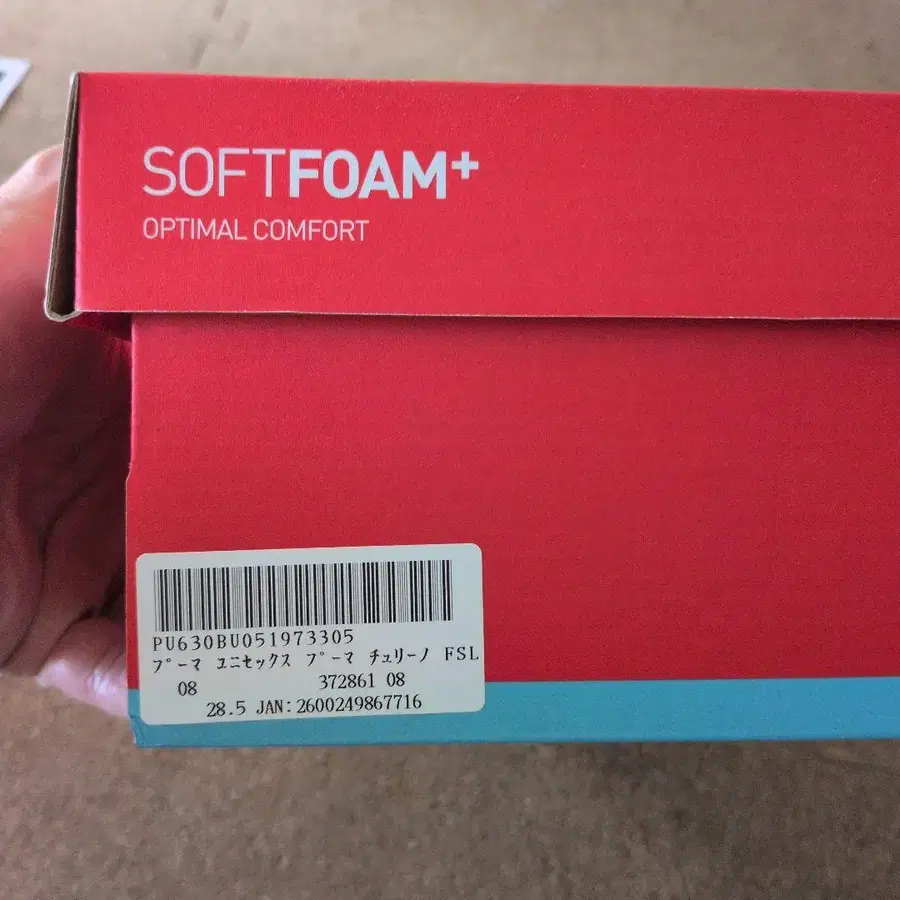 SOFTFOAM+
OPTIMAL COMFORT
PU630BU051973305
プーマ ユニセックス プーマ チュリーノ FSL
08 372861 08
28.5 JAN:2600249867716